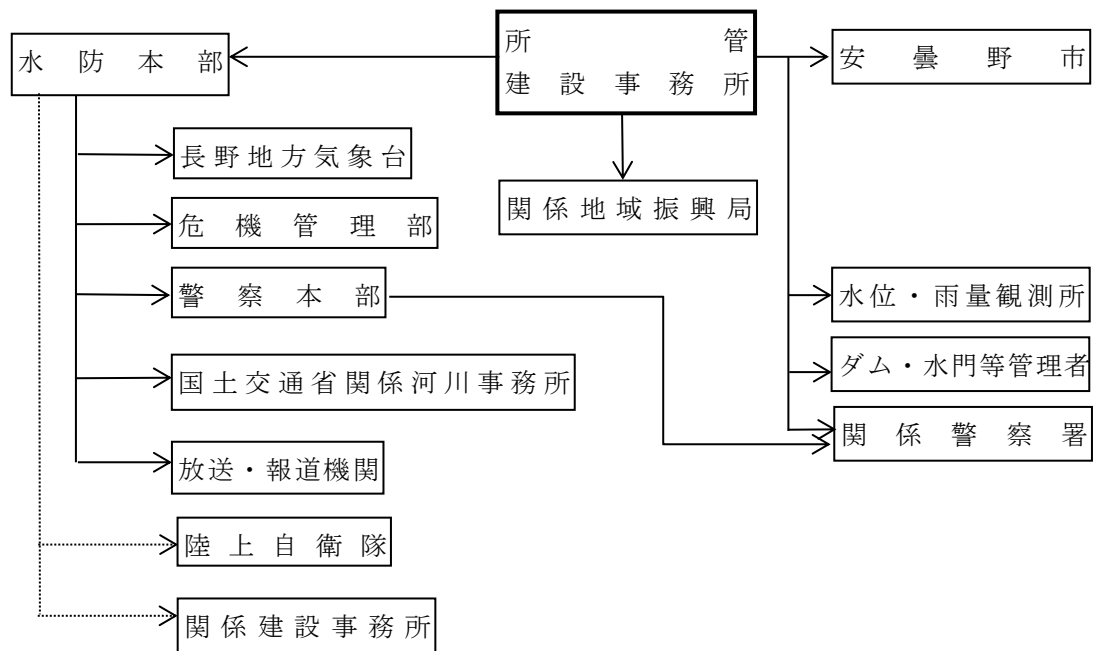 水防本部
所管
建設事務所
安曇野市
長野地方気象台
関係地域振興局
危機管理部
警察本部
水位・雨量観測所
国土交通省関係河川事務所
ダム・水門等管理者
関係警察署
放送・報道機関
陸上自衛隊
関係建設事務所